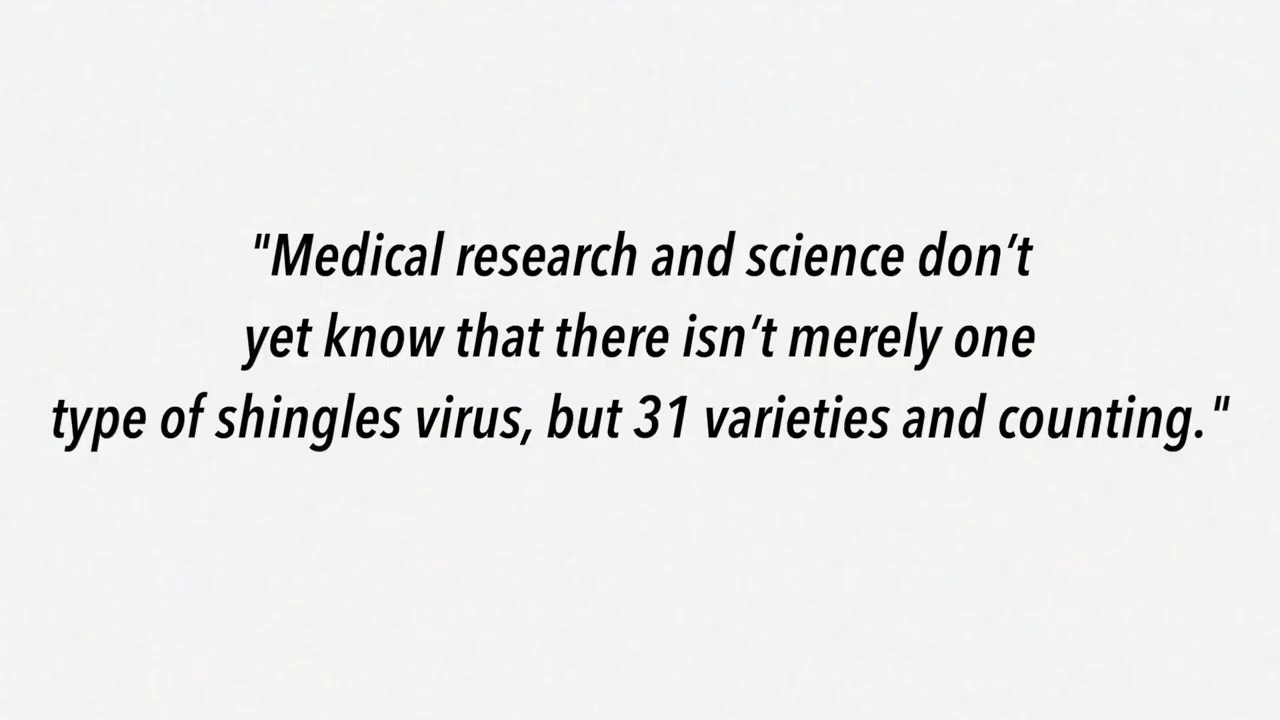 "Medical research and science don’t
yet know that there isn’t merely one
type of shingles virus, but 31 varieties and counting."